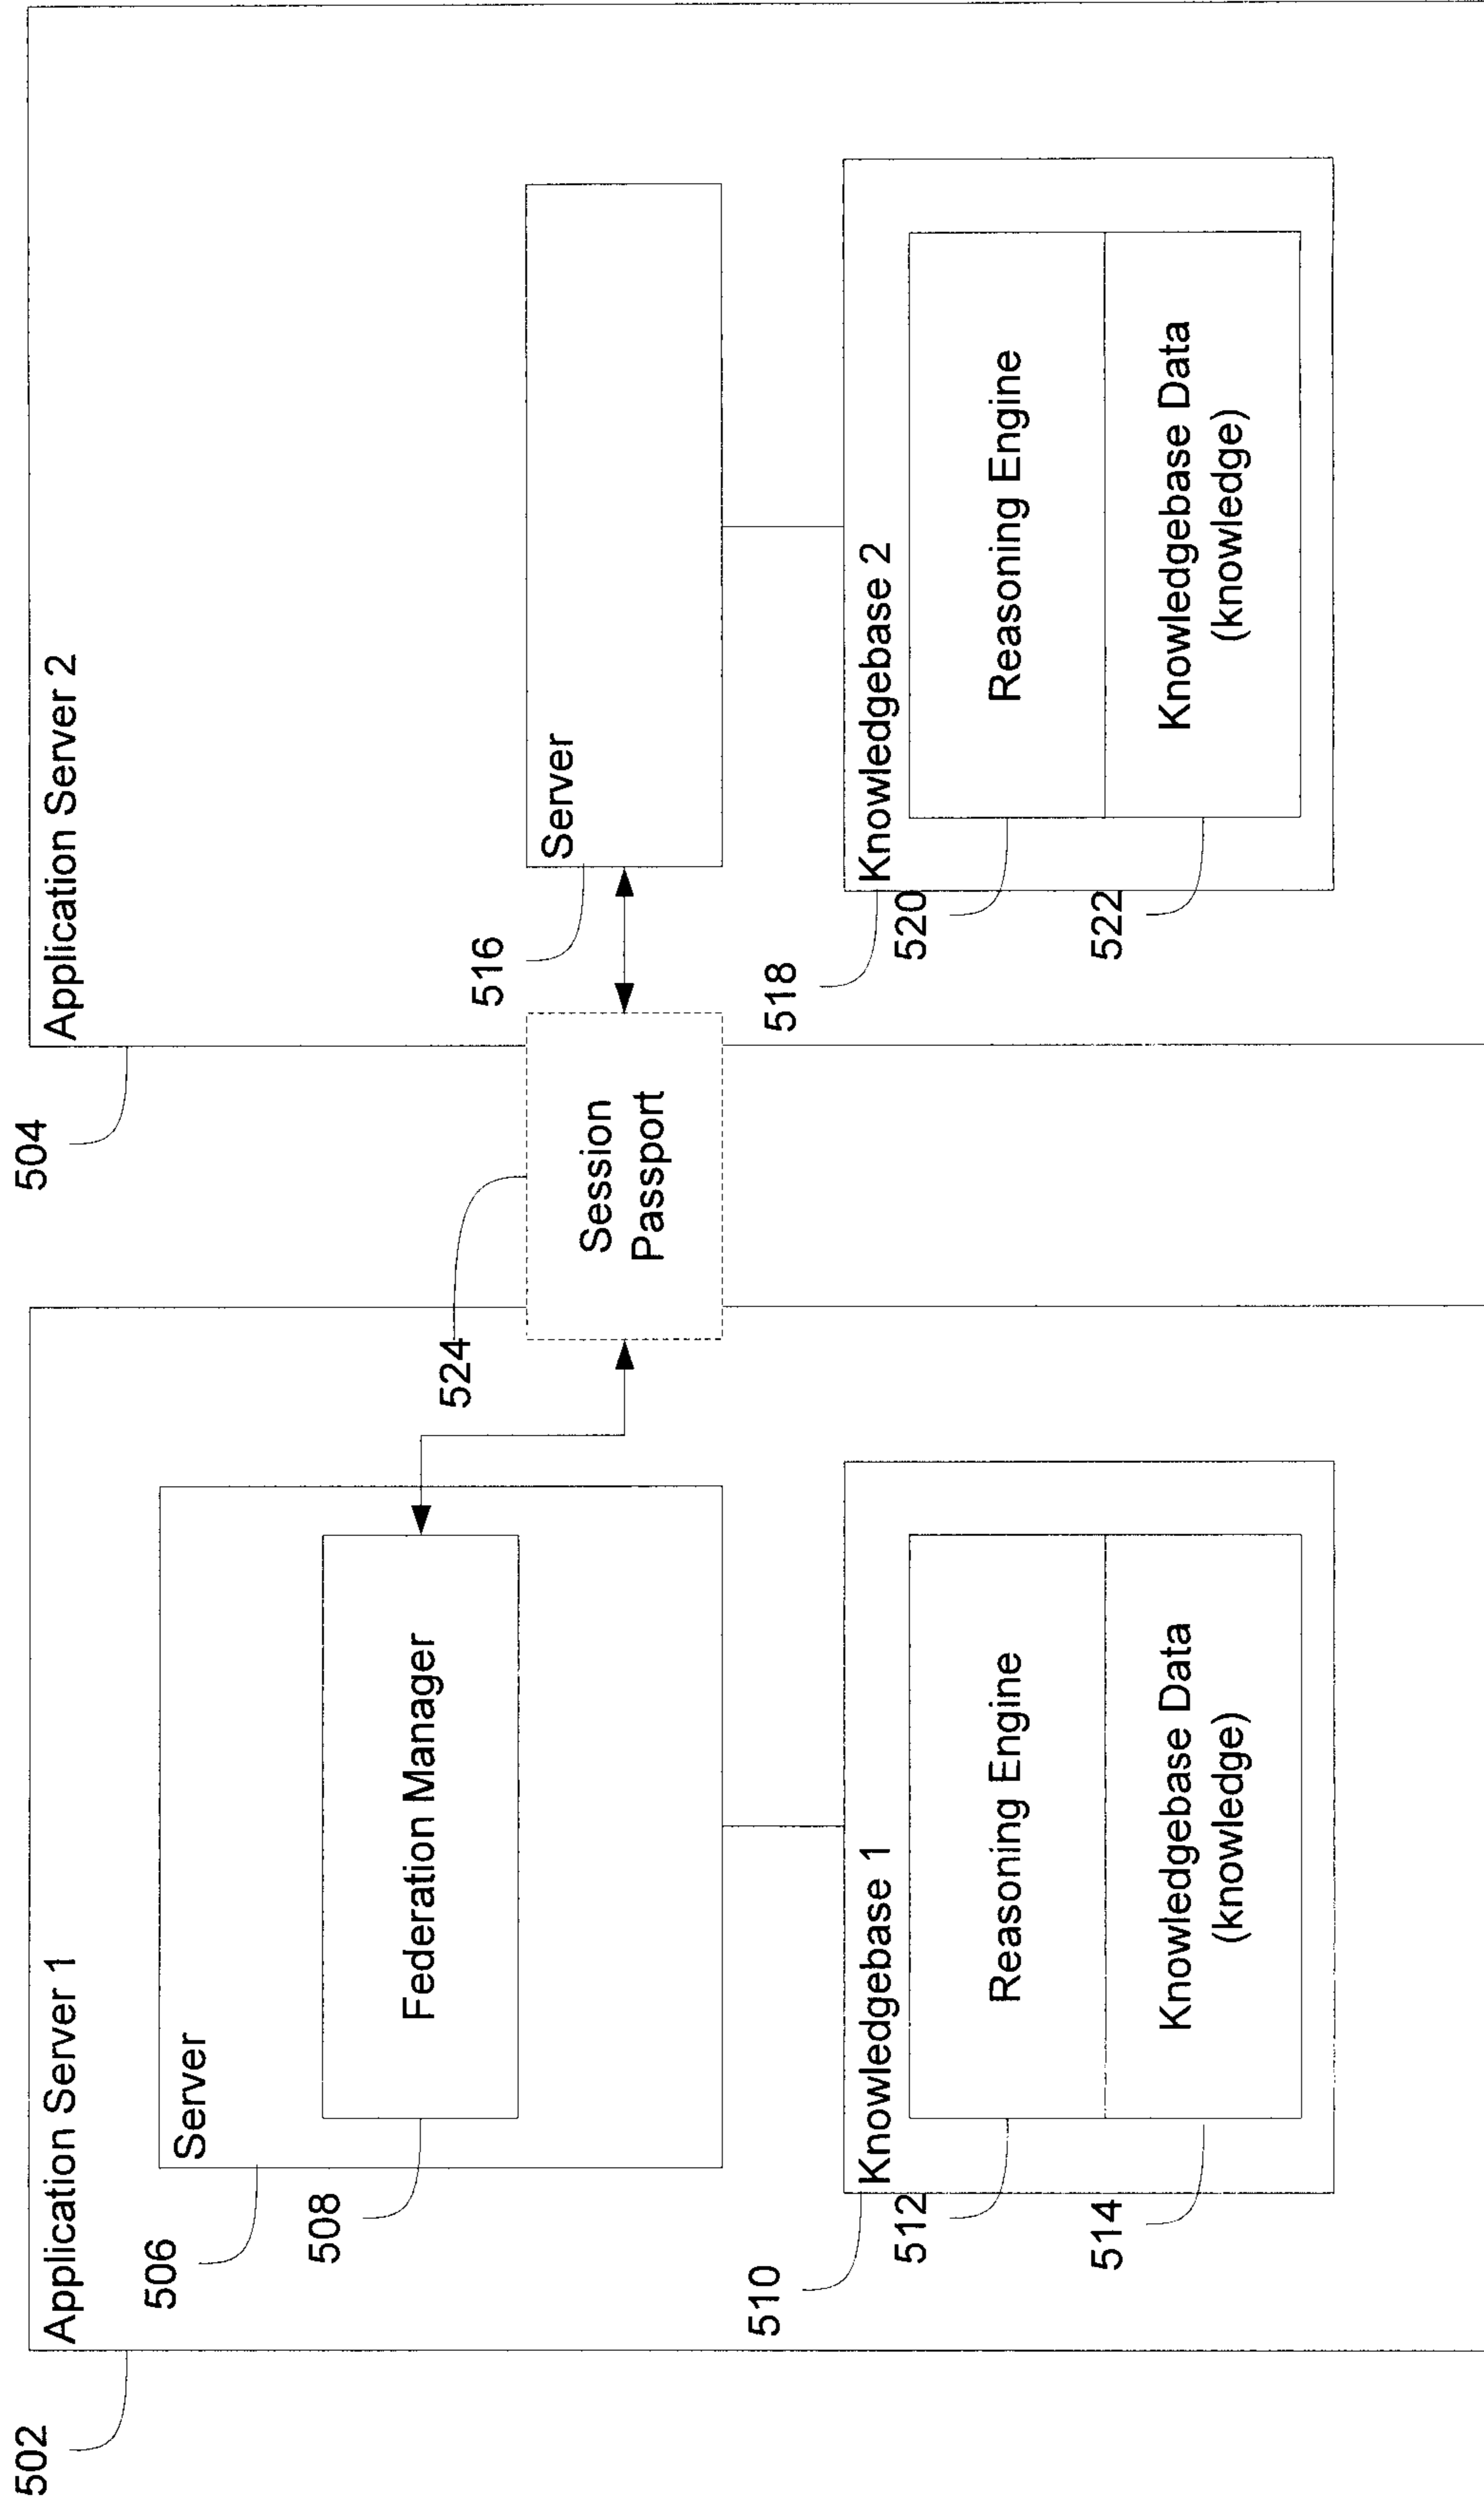 502
Application Server 1
506
Server
508
Federation Manager
510
Knowledgebase 1
512
Reasoning Engine
514
Knowledgebase Data
(knowledge)
524
Session
Passport
504
Application Server 2
516
Server
518
Knowledgebase 2
520
Reasoning Engine
522
Knowledgebase Data
(knowledge)